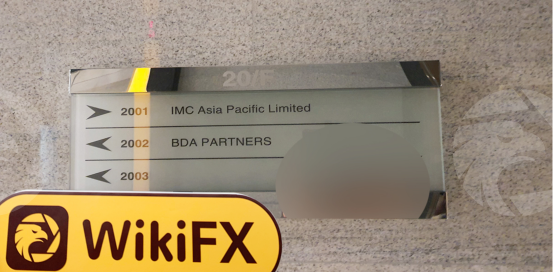 20/F
2001 IMC Asia Pacific Limited
2002 BDA PARTNERS
2003
WikiFX